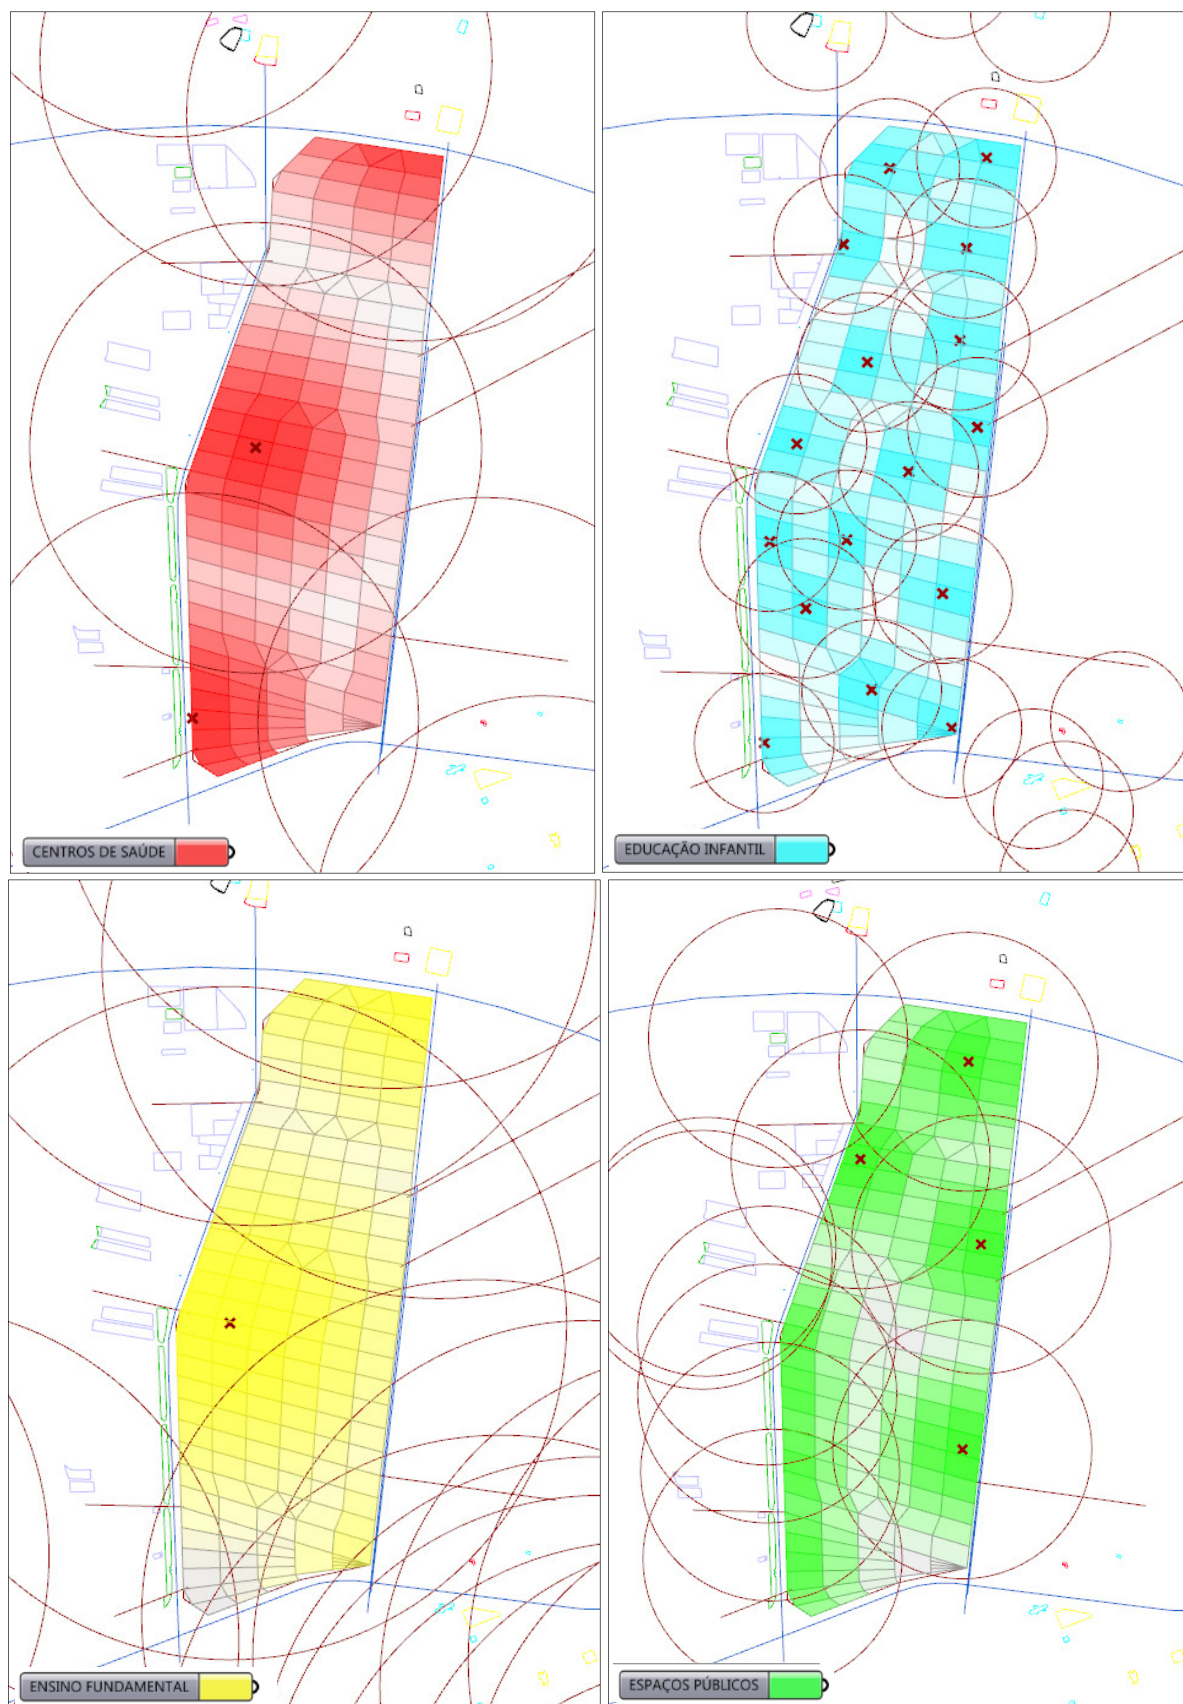 CENTROS DE SAÚDE
EDUCAÇÃO INFANTIL
ENSINO FUNDAMENTAL
ESPAÇOS PÚBLICOS